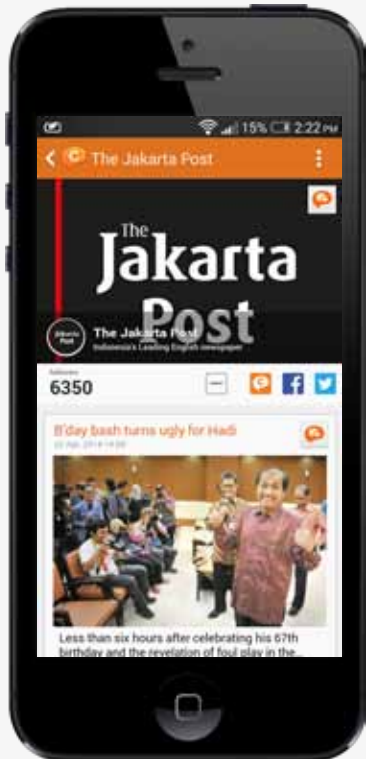 15% 2:22 PM
The Jakarta Post
The
Jakarta
Post
Jakarta
Post
The Jakarta Post
Indonesia's Leading English newspaper
6350
B'day bash turns ugly for Hadi
Less than six hours after celebrating his 67th
birthday and the revelation of foul play in the...